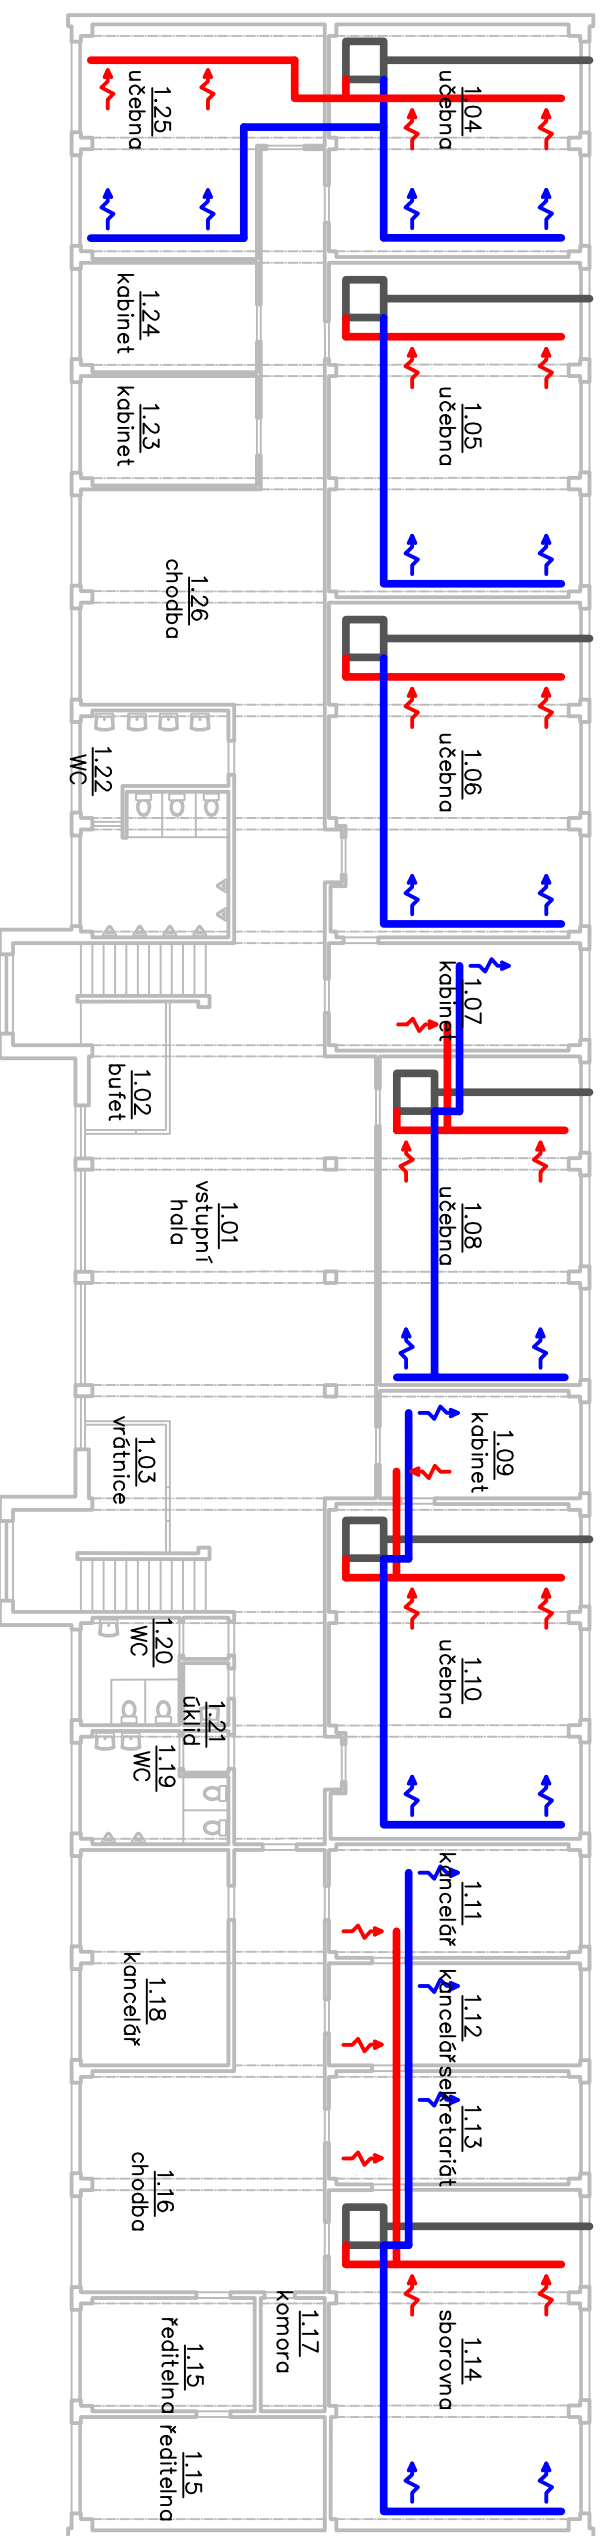 1.25
učebna
1.04
učebna
1.24
kabinet
1.23
kabinet
1.05
učebna
1.26
chodba
1.22
WC
1.06
učebna
1.07
kabinet
1.02
bufet
1.01
vstupní
hala
1.08
učebna
1.03
vrátnice
1.09
kabinet
1.20
WC
1.21
úklid
1.19
WC
1.10
učebna
1.11
kancelář
1.18
kancelář
1.12
kancelář
1.13
sekretariát
1.16
chodba
1.17
komora
1.15
ředitelna
1.14
sborovna
1.15
ředitelna